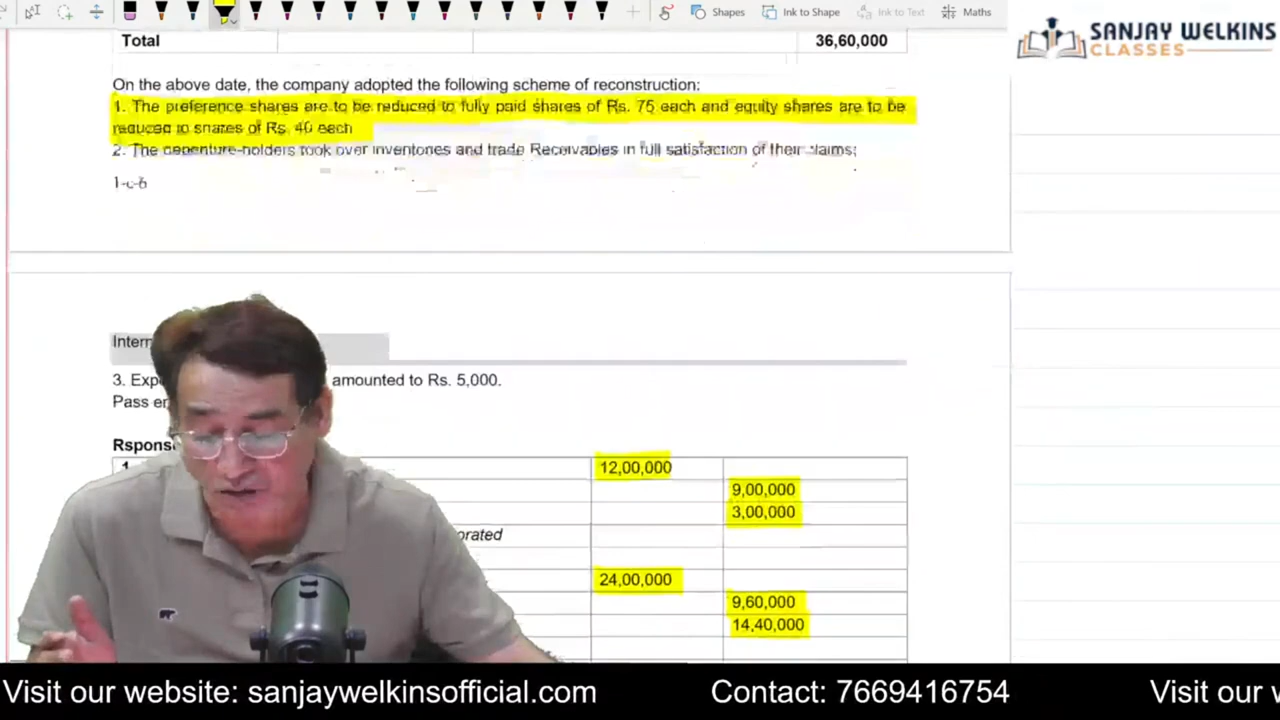 Shapes Ink to Shape Ink to Text Maths
SANJAY WELKINS
CLASSES
Total 36,60,000
On the above date, the company adopted the following scheme of reconstruction:
1. The preference shares are to be reduced to fully paid shares of Rs. 75 each and equity shares are to be
reduced to shares of Rs. 40 each
2. The debenture-holders took over inventories and trade Receivables in full satisfaction of their claims;
Intern
3. Exp amounted to Rs. 5,000.
Pass en
Rsponse
1 12,00,000
9,00,000
3,00,000
orated
24,00,000
9,60,000
14,40,000
Visit our website: sanjaywelkinsofficial.com Contact: 7669416754 Visit our w